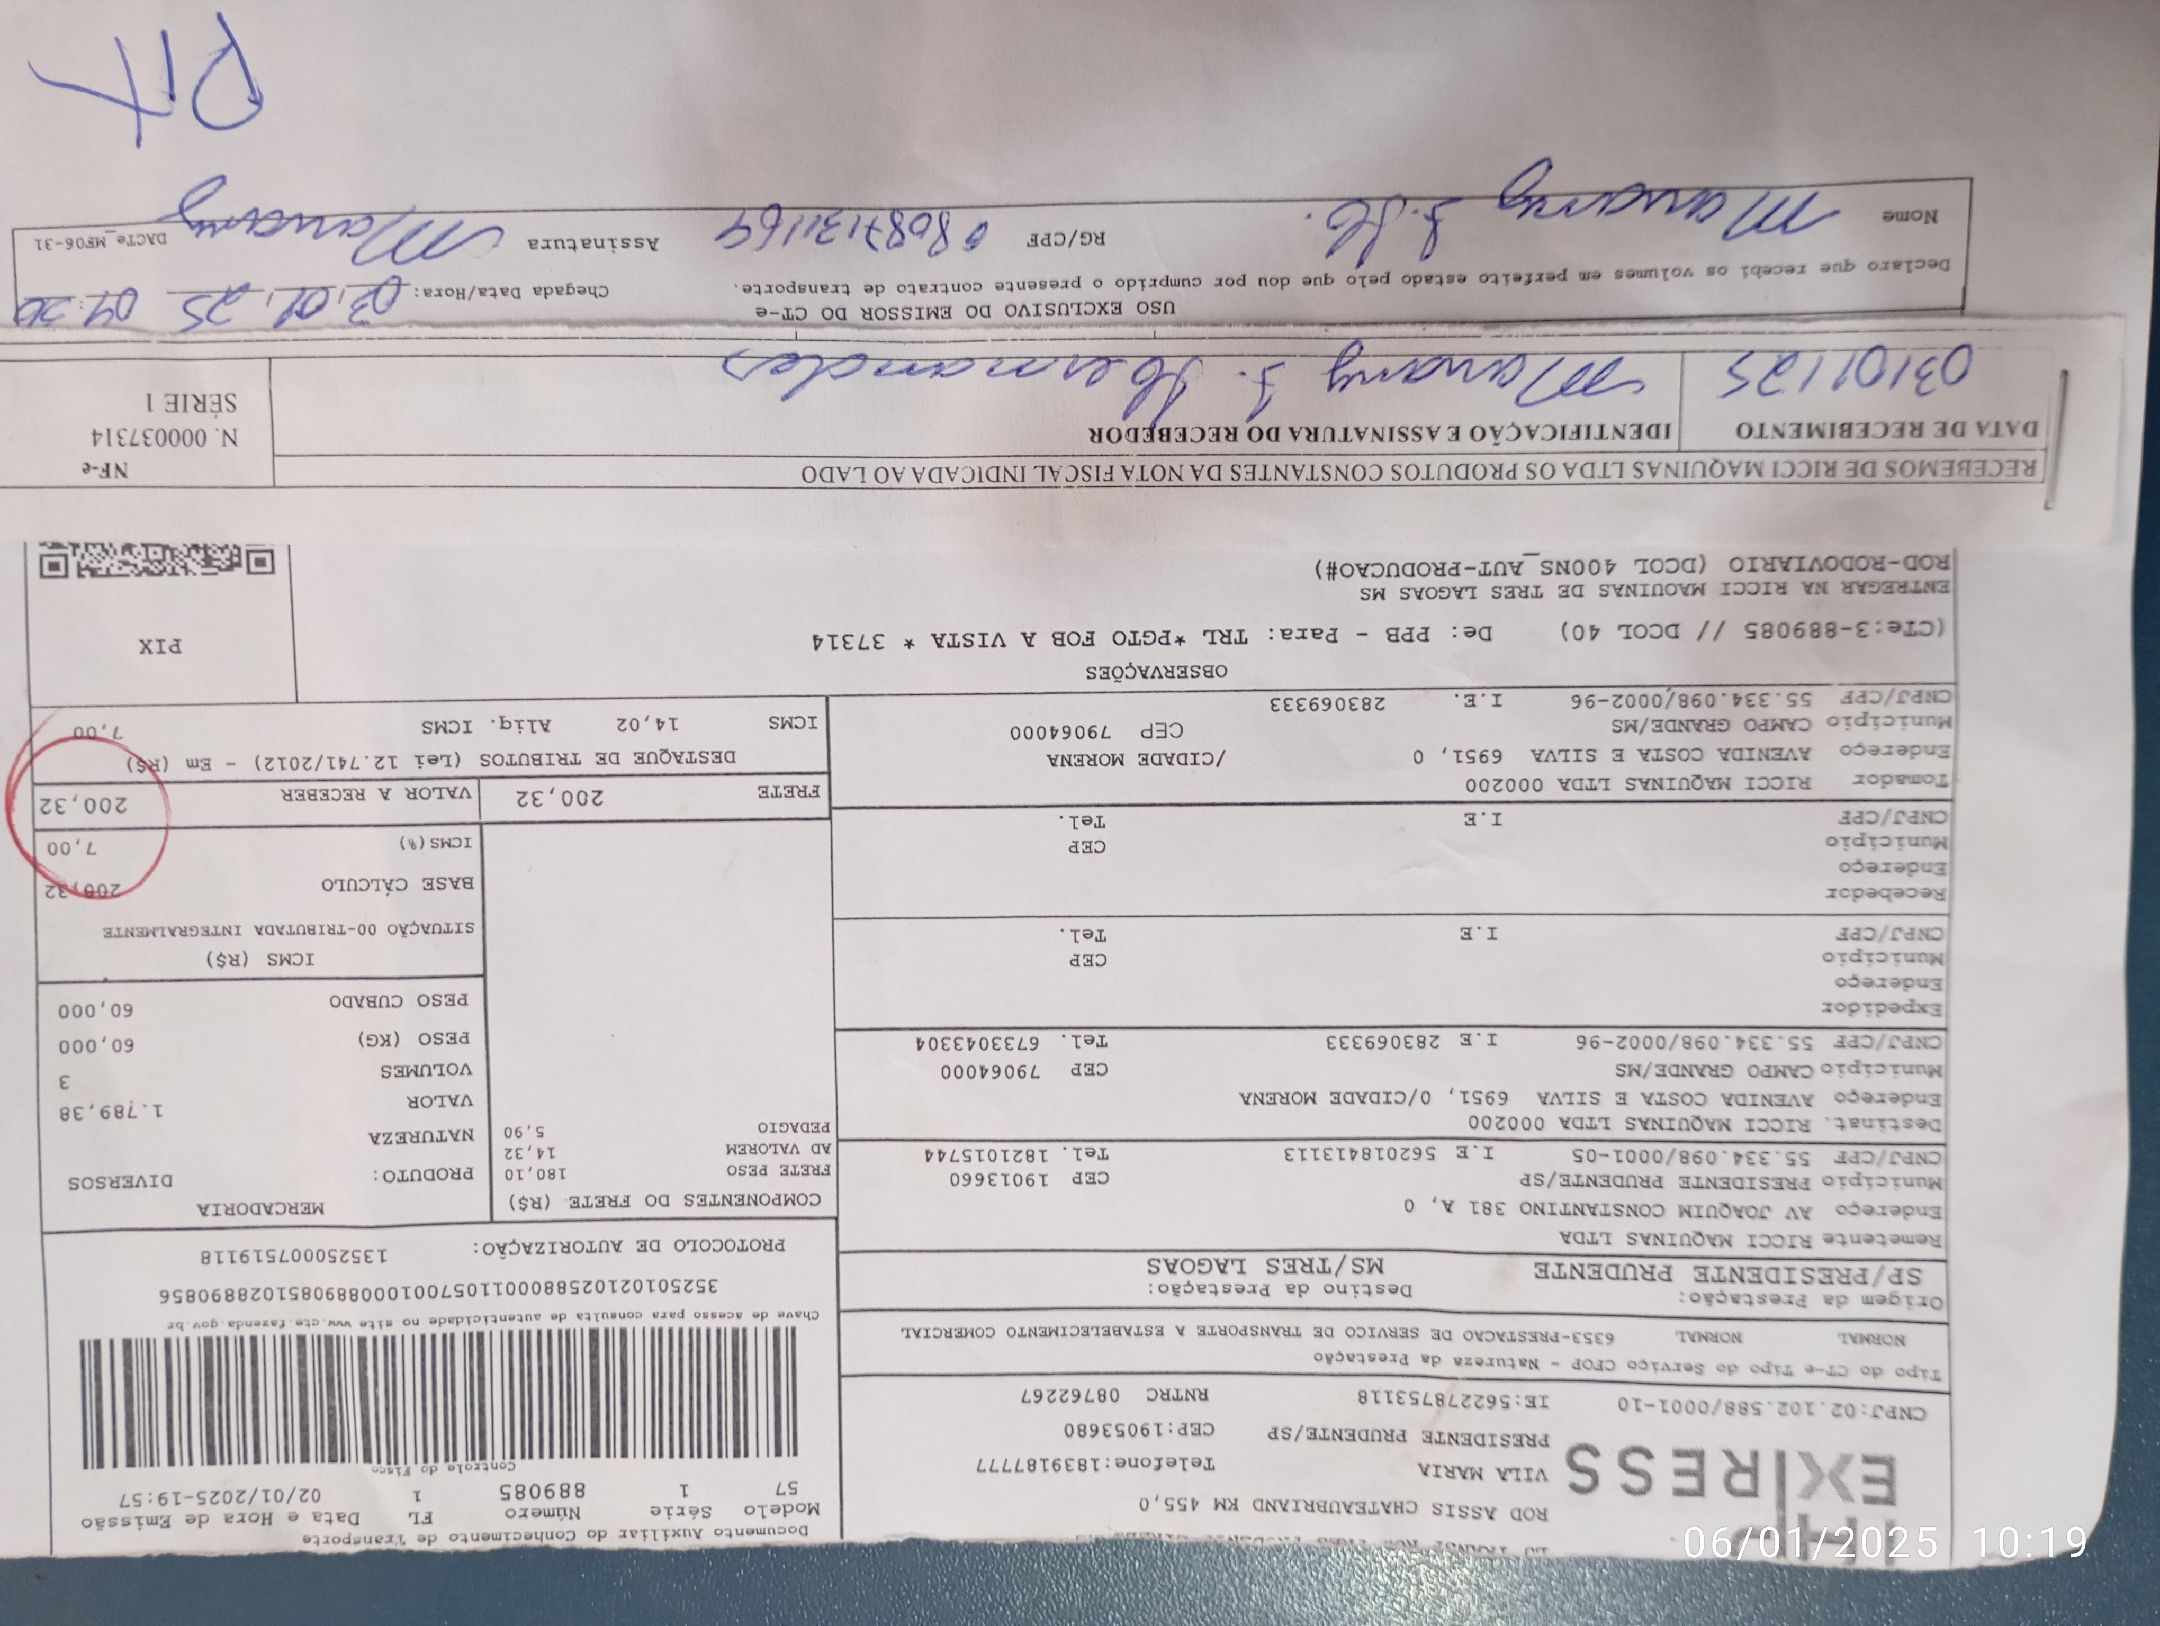 Documento Auxiliar do Conhecimento de Transporte
Modelo Série Número FL Data e Hora de Emissão
57 1 889085 1 02/01/2025-19:57
Controle do Fisco
EXPRESS
ROD ASSIS CHATEAUBRIAND KM 455,0
VILA MARIA Telefone:1839187777
PRESIDENTE PRUDENTE/SP CEP:19053680
CNPJ:02.102.588/0001-10 IE:562278753118 RNTRC 08762267
Chave de acesso para consulta de autenticidade no site www.cte.fazenda.gov.br
35250102102588000110570010008890851028890856
PROTOCOLO DE AUTORIZAÇÃO: 135250007519118
Tipo do CT-e Tipo do Serviço CFOP - Natureza da Prestação
NORMAL NORMAL 6353-PRESTACAO DE SERVICO DE TRANSPORTE A ESTABELECIMENTO COMERCIAL
Origem da Prestação: Destino da Prestação:
SP/PRESIDENTE PRUDENTE MS/TRES LAGOAS
Remetente RICCI MAQUINAS LTDA
Endereço AV JOAQUIM CONSTANTINO 381 A, 0
Município PRESIDENTE PRUDENTE/SP CEP 19013660
CNPJ/CPF 55.334.098/0001-05 I.E 562018413113 Tel. 1821015744
Destinat. RICCI MAQUINAS LTDA 000200
Endereço AVENIDA COSTA E SILVA 6951, 0/CIDADE MORENA
Município CAMPO GRANDE/MS CEP 79064000
CNPJ/CPF 55.334.098/0002-96 I.E 283069333 Tel. 6733043304
Expedidor
Endereço
Município CEP
CNPJ/CPF I.E Tel.
Recebedor
Endereço
Município CEP
CNPJ/CPF I.E Tel.
Tomador RICCI MAQUINAS LTDA 000200
Endereço AVENIDA COSTA E SILVA 6951, 0 /CIDADE MORENA
Município CAMPO GRANDE/MS CEP 79064000
CNPJ/CPF 55.334.098/0002-96 I.E. 283069333
COMPONENTES DO FRETE (R$)
FRETE PESO 180,10
AD VALOREM 14,32
PEDAGIO 5,90
MERCADORIA
PRODUTO: DIVERSOS
NATUREZA
VALOR 1.789,38
VOLUMES 3
PESO (KG) 60,000
PESO CUBADO 60,000
ICMS (R$)
SITUAÇÃO 00-TRIBUTADA INTEGRALMENTE
BASE CÁLCULO 200,32
ICMS(%) 7,00
FRETE 200,32 VALOR A RECEBER 200,32
DESTAQUE DE TRIBUTOS (Lei 12.741/2012) - Em (R$)
ICMS 14,02 Aliq. ICMS 7,00
OBSERVAÇÕES
(CTe:3-889085 // DCOL 40) De: PPB - Para: TRL *PGTO FOB A VISTA * 37314
ENTREGAR NA RICCI MAQUINAS DE TRES LAGOAS MS
ROD-RODOVIARIO (DCOL 400NS_AUT-PRODUCAO#)
PIX
RECEBEMOS DE RICCI MAQUINAS LTDA OS PRODUTOS CONSTANTES DA NOTA FISCAL INDICADA AO LADO
DATA DE RECEBIMENTO IDENTIFICAÇÃO E ASSINATURA DO RECEBEDOR
03/01/25
NF-e
N. 000037314
SÉRIE 1
USO EXCLUSIVO DO EMISSOR DO CT-e
Declaro que recebi os volumes em perfeito estado pelo que dou por cumprido o presente contrato de transporte. Chegada Data/Hora: 03,01,25
Nome RG/CPF Assinatura DACTe_MF06-31
06/01/2025 10:19